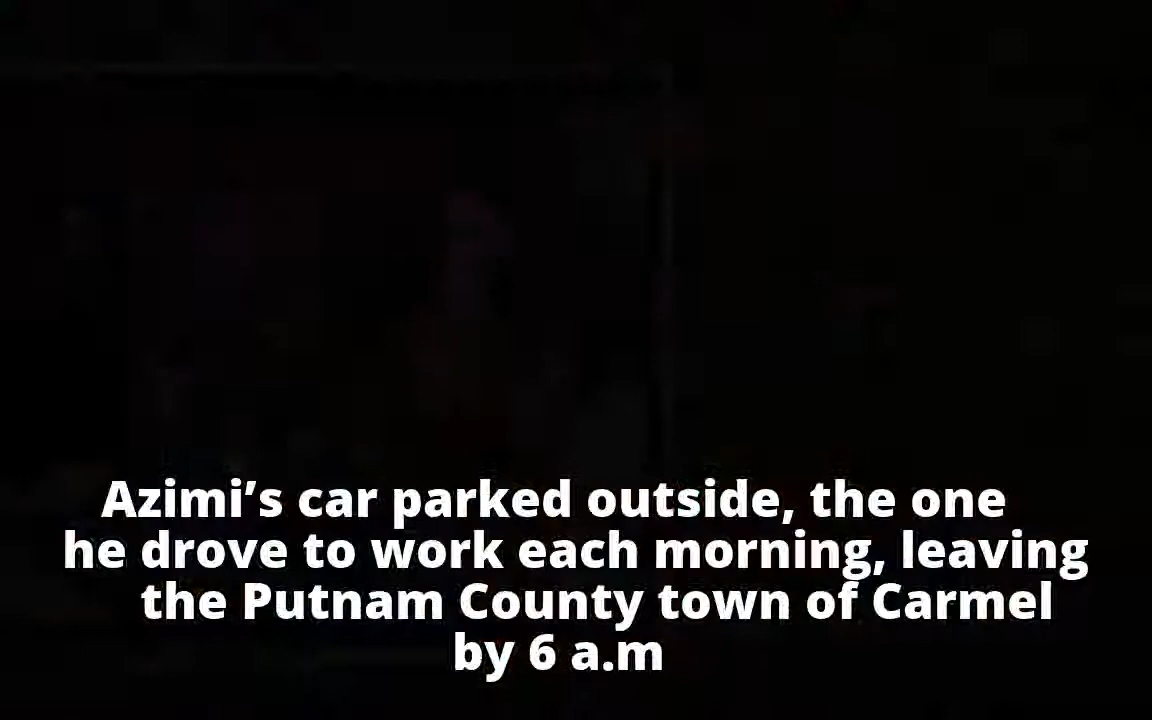 Azimi’s car parked outside, the one
he drove to work each morning, leaving
the Putnam County town of Carmel
by 6 a.m